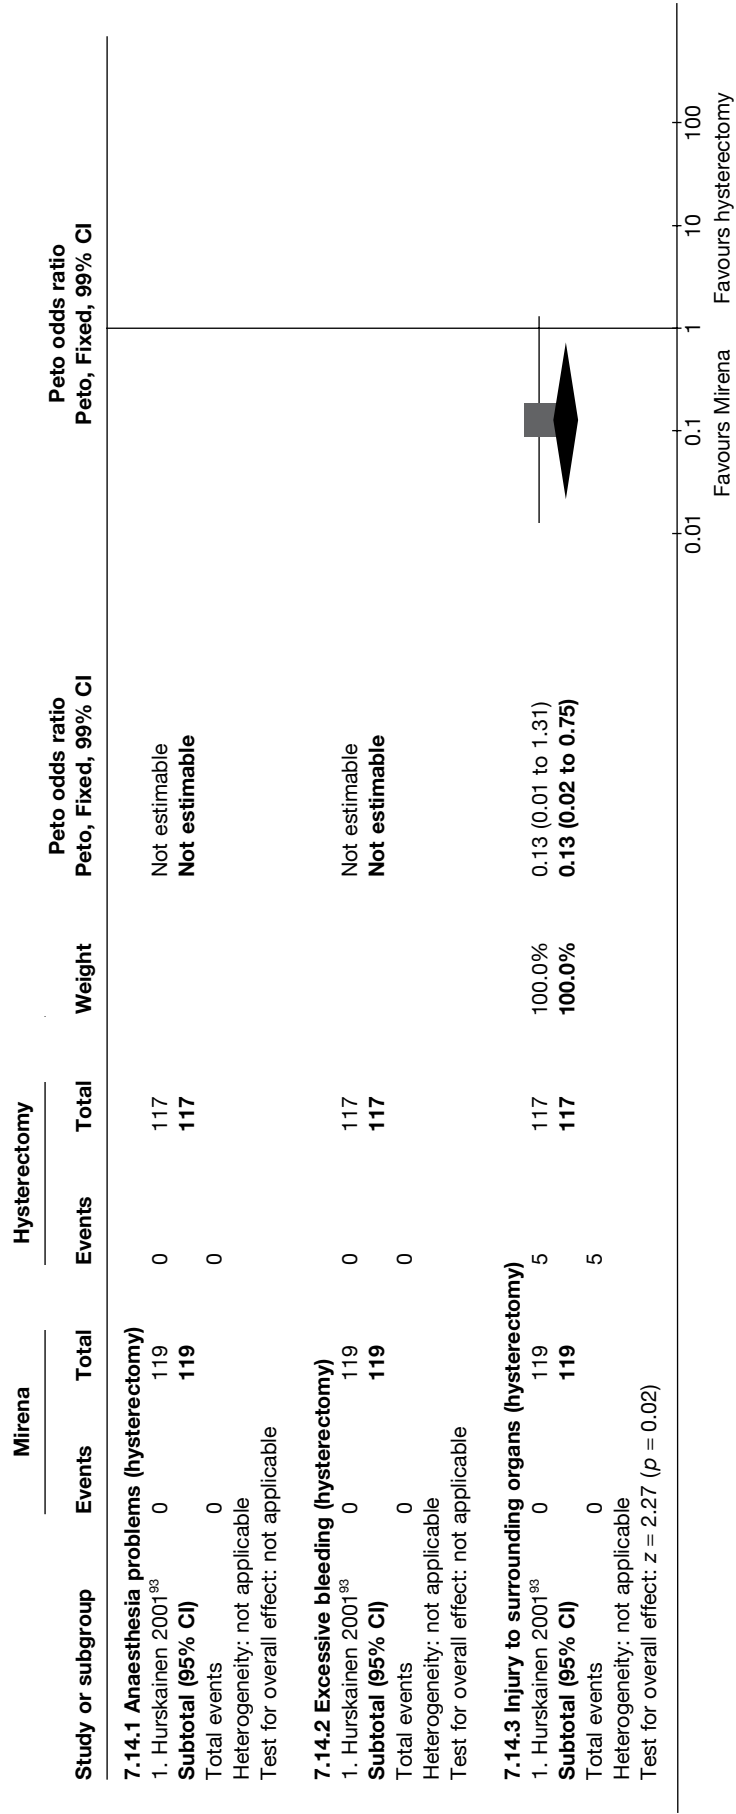 Mirena Hysterectomy Peto odds ratio Peto odds ratio
Study or subgroup Events Total Events Total Weight Peto, Fixed, 99% CI Peto, Fixed, 99% CI
7.14.1 Anaesthesia problems (hysterectomy)
1. Hurskainen 2001⁹³ 0 119 0 117 Not estimable
Subtotal (95% CI) 119 117 Not estimable
Total events 0 0
Heterogeneity: not applicable
Test for overall effect: not applicable
7.14.2 Excessive bleeding (hysterectomy)
1. Hurskainen 2001⁹³ 0 119 0 117 Not estimable
Subtotal (95% CI) 119 117 Not estimable
Total events 0 0
Heterogeneity: not applicable
Test for overall effect: not applicable
7.14.3 Injury to surrounding organs (hysterectomy)
1. Hurskainen 2001⁹³ 0 119 5 117 100.0% 0.13 (0.01 to 1.31)
Subtotal (95% CI) 119 117 100.0% 0.13 (0.02 to 0.75)
Total events 0 5
Heterogeneity: not applicable
Test for overall effect: z = 2.27 (p = 0.02)
0.01 0.1 1 10 100
Favours Mirena Favours hysterectomy